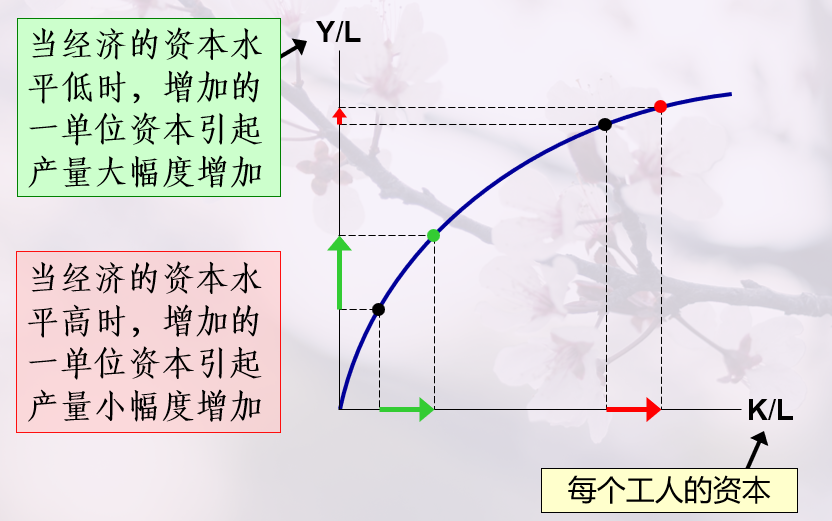 当经济的资本水
平低时，增加的
一单位资本引起
产量大幅度增加
Y/L
当经济的资本水
平高时，增加的
一单位资本引起
产量小幅度增加
K/L
每个工人的资本